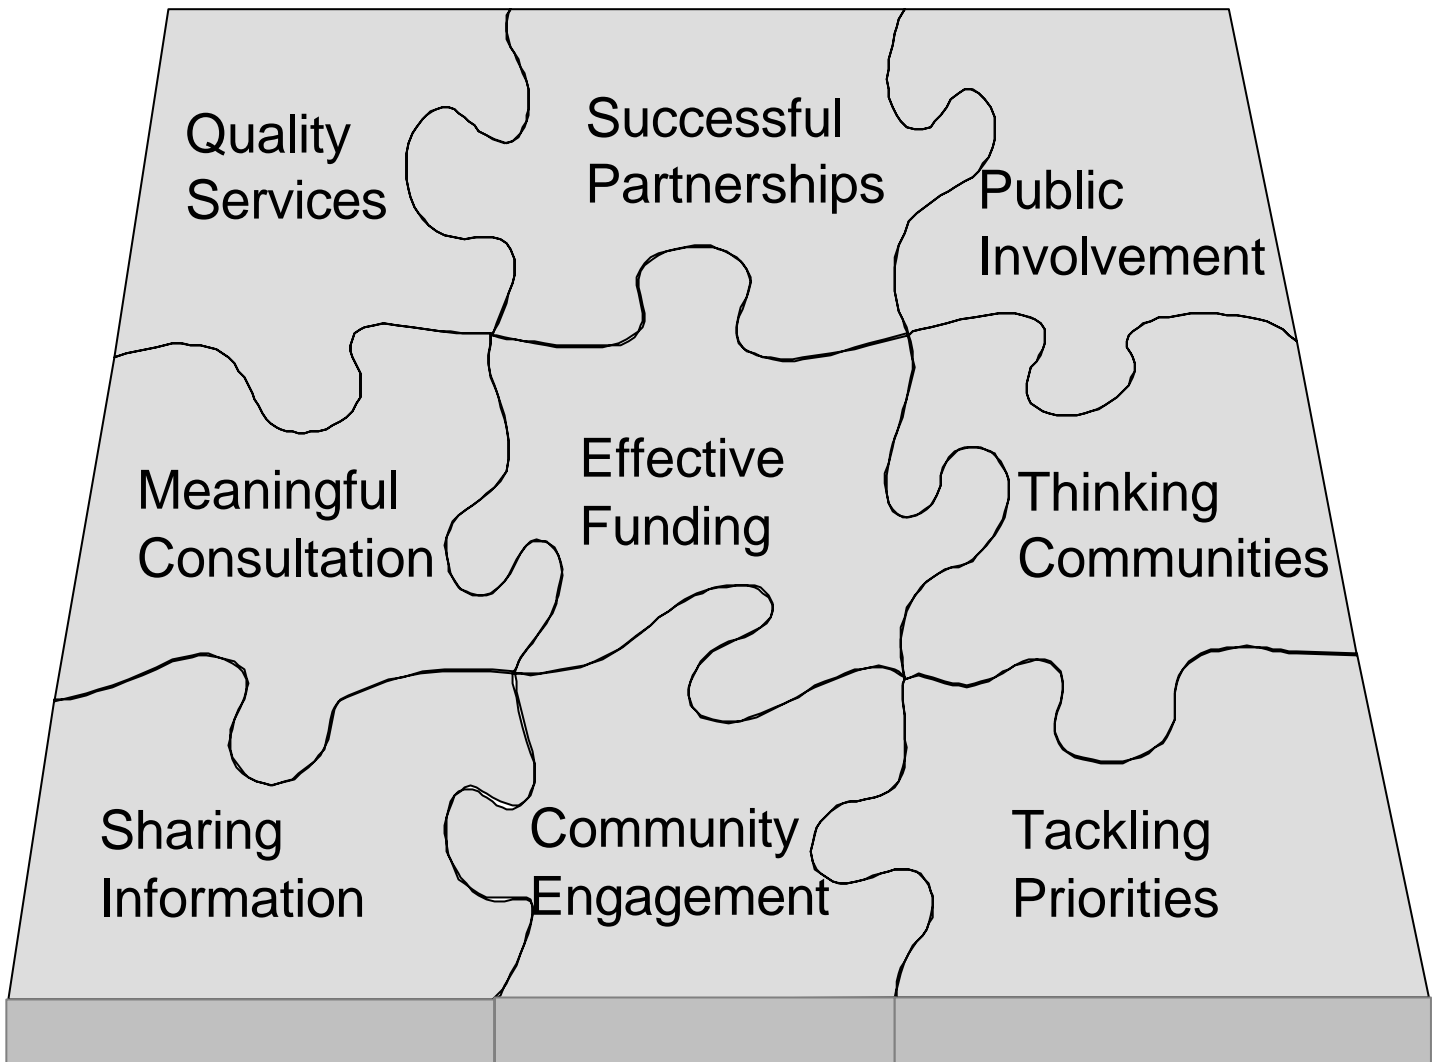 Quality
Services
Successful
Partnerships
Public
Involvement
Meaningful
Consultation
Effective
Funding
Thinking
Communities
Sharing
Information
Community
Engagement
Tackling
Priorities